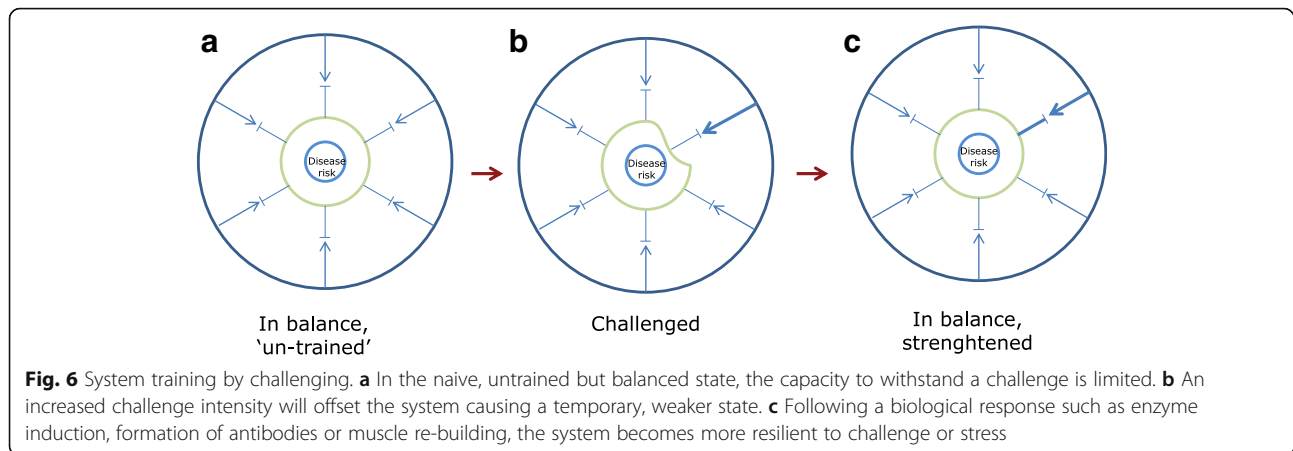 a
b
c
Disease
risk
Disease
risk
Disease
risk
In balance,
‘un-trained’
Challenged
In balance,
strenghtened
Fig. 6 System training by challenging. a In the naive, untrained but balanced state, the capacity to withstand a challenge is limited. b An
increased challenge intensity will offset the system causing a temporary, weaker state. c Following a biological response such as enzyme
induction, formation of antibodies or muscle re-building, the system becomes more resilient to challenge or stress